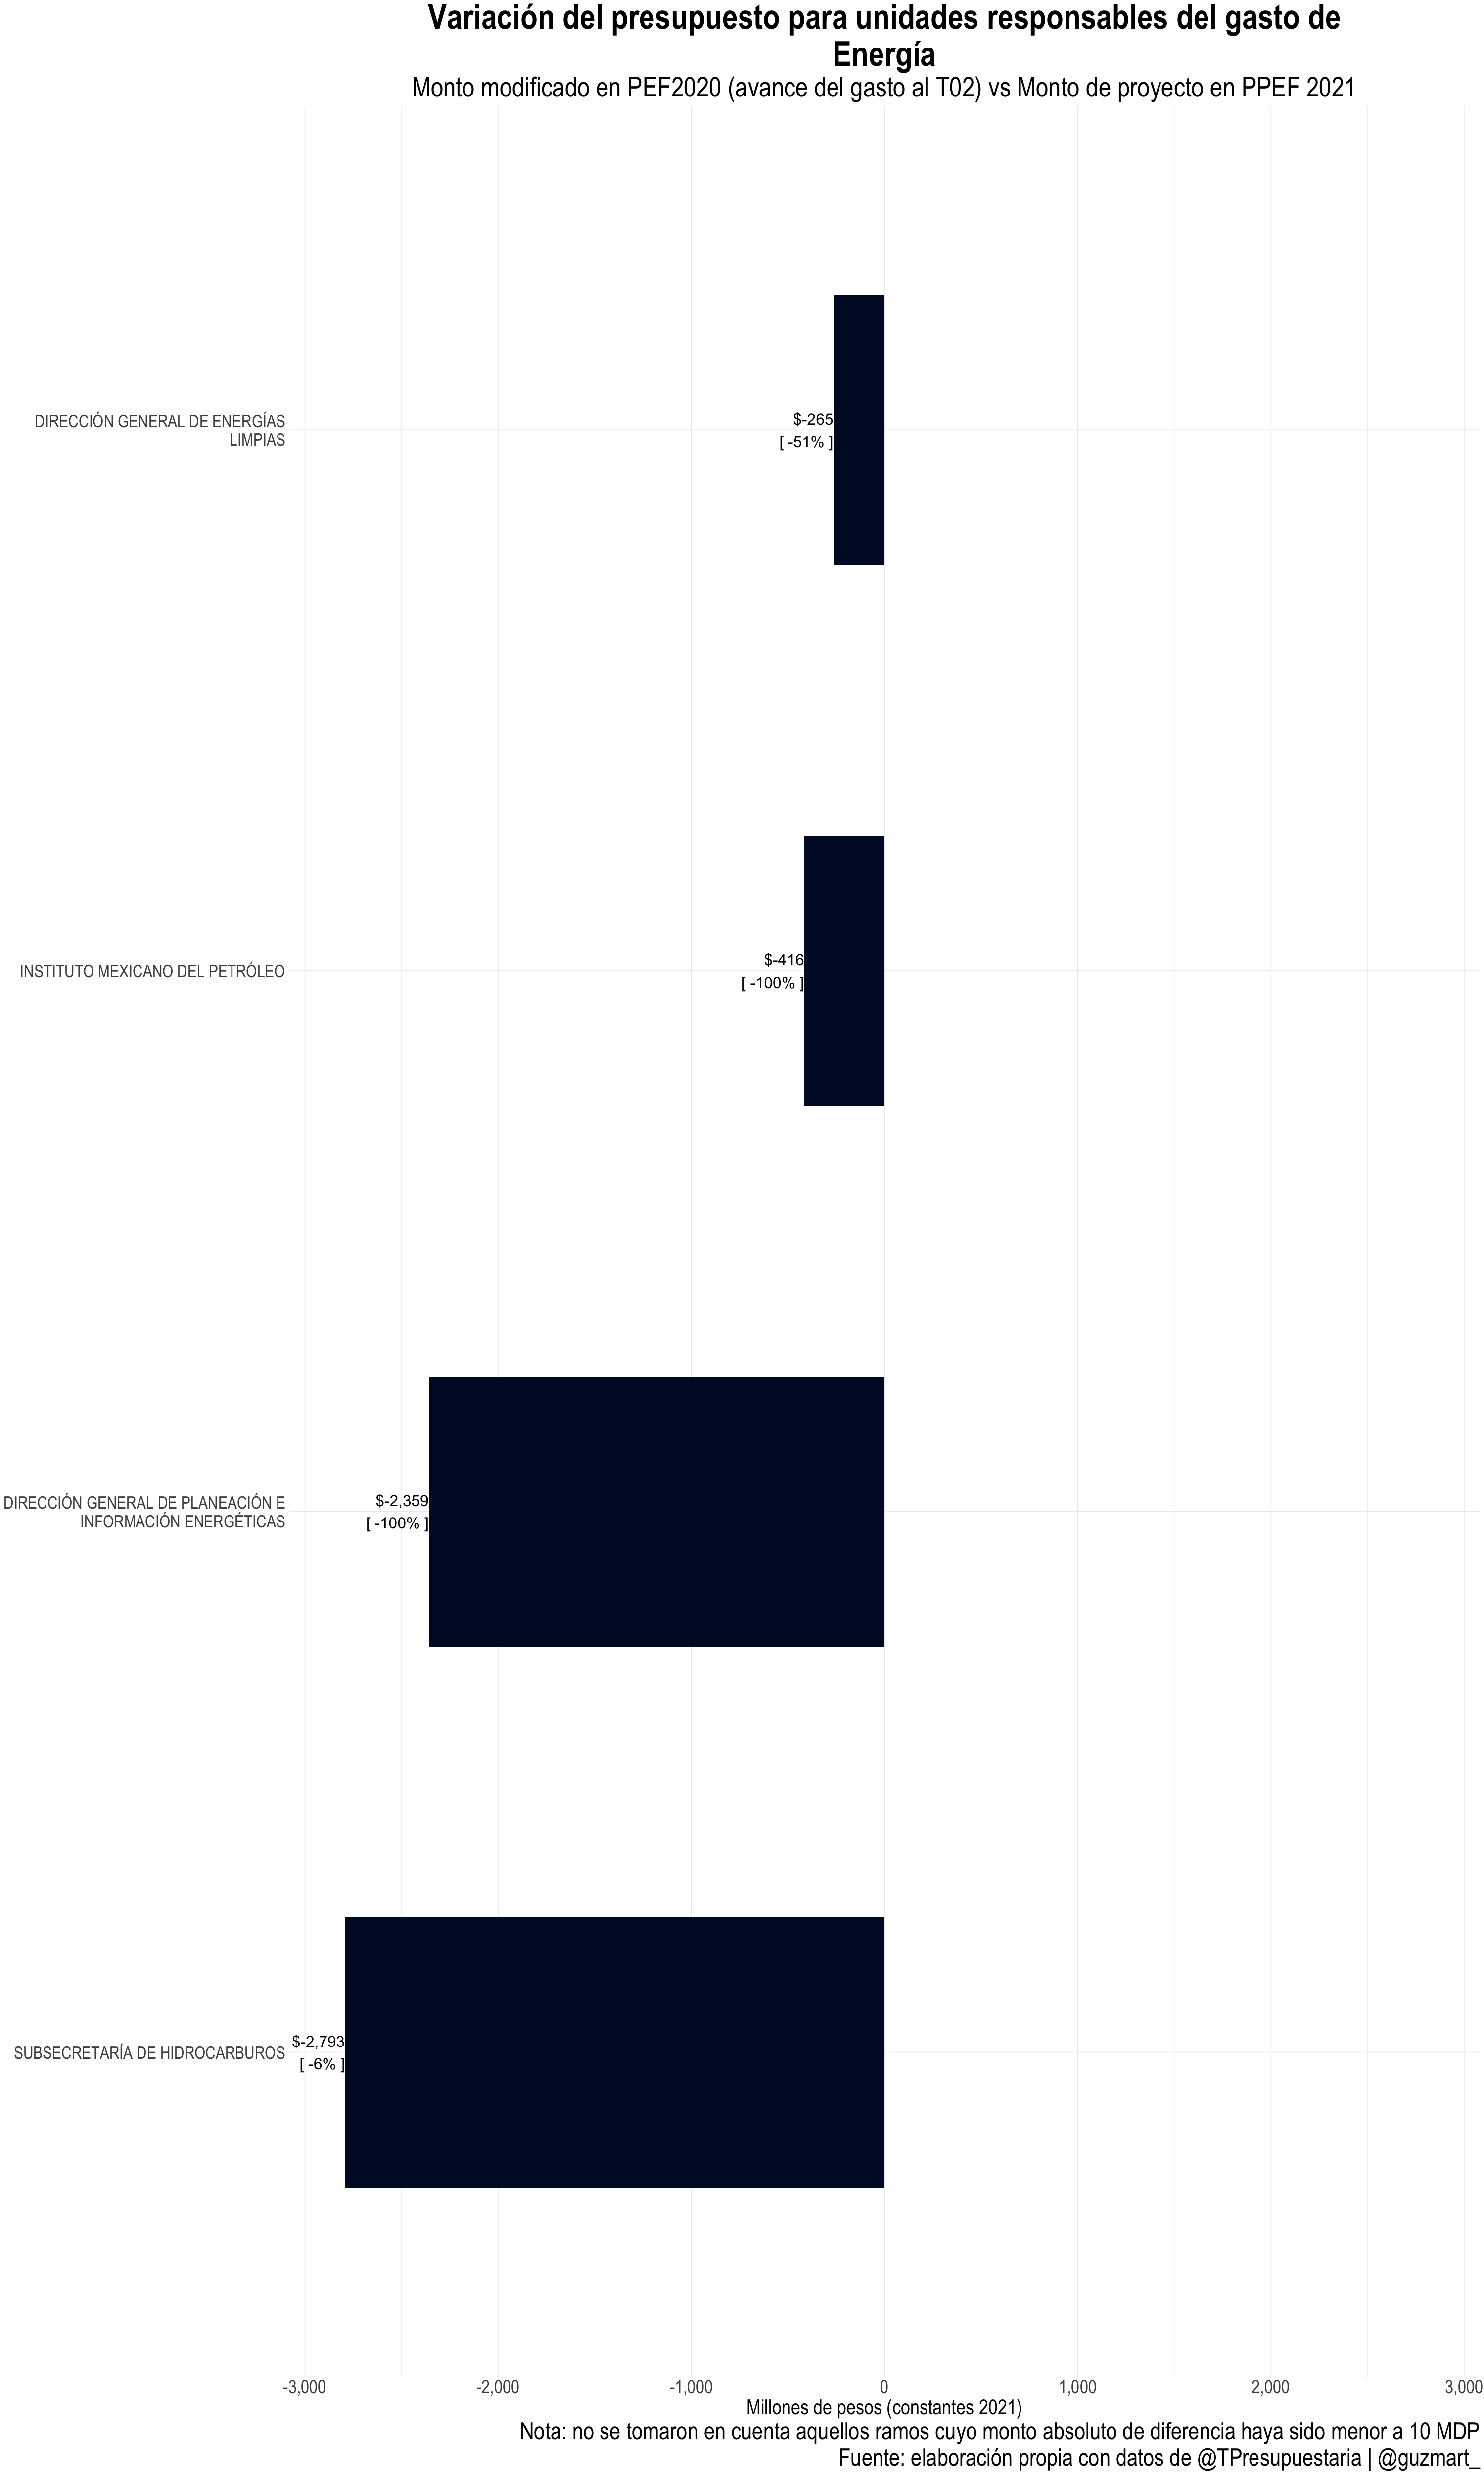 Variación del presupuesto para unidades responsables del gasto de
Energía
Monto modificado en PEF2020 (avance del gasto al T02) vs Monto de proyecto en PPEF 2021
DIRECCIÓN GENERAL DE ENERGÍAS
LIMPIAS
$-265
[ -51% ]
INSTITUTO MEXICANO DEL PETRÓLEO
$-416
[ -100% ]
DIRECCIÓN GENERAL DE PLANEACIÓN E
INFORMACIÓN ENERGÉTICAS
$-2,359
[ -100% ]
SUBSECRETARÍA DE HIDROCARBUROS
$-2,793
[ -6% ]
-3,000 -2,000 -1,000 0 1,000 2,000 3,000
Millones de pesos (constantes 2021)
Nota: no se tomaron en cuenta aquellos ramos cuyo monto absoluto de diferencia haya sido menor a 10 MDP
Fuente: elaboración propia con datos de @TPresupuestaria | @guzmart_